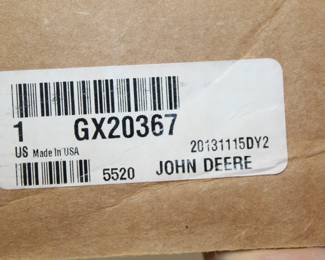 1 GX20367
US Made In USA 20131115DY2
5520 JOHN DEERE